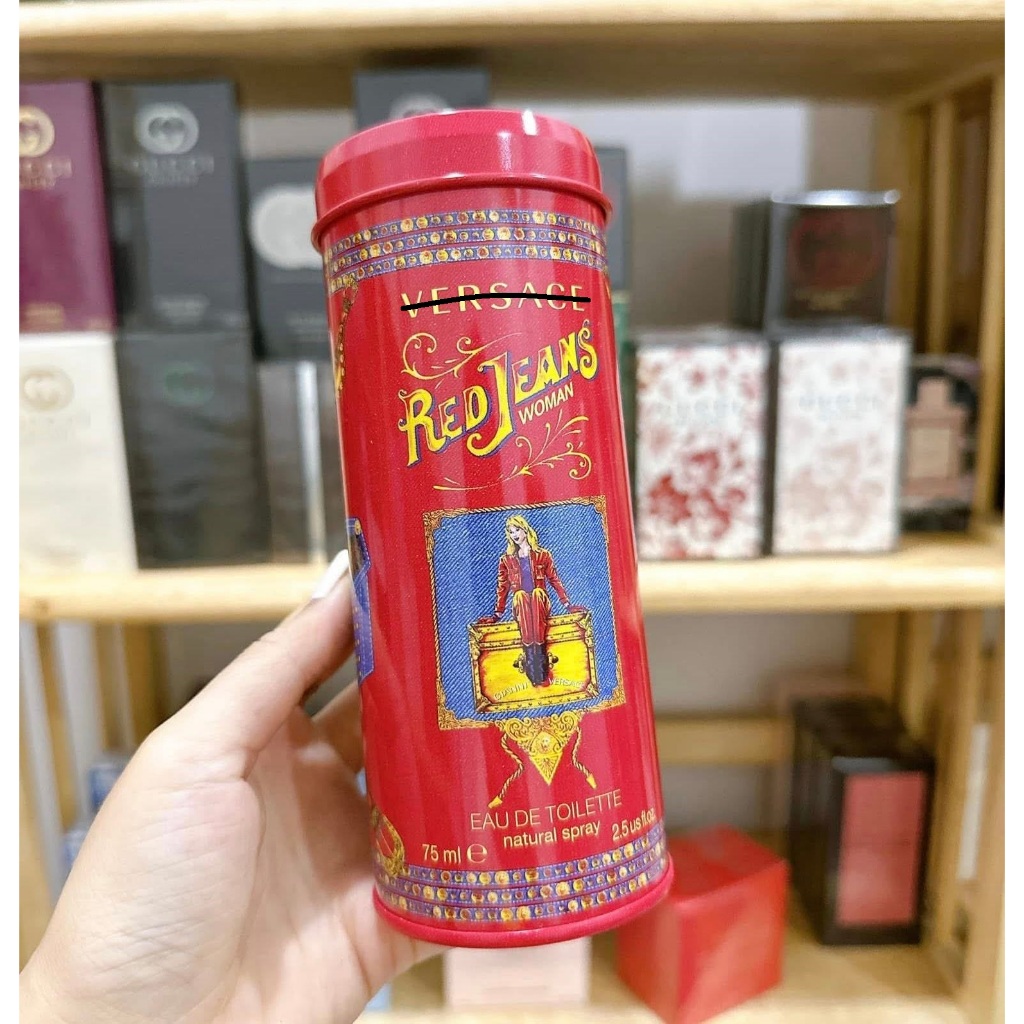 VERSACE
RED JEANS
WOMAN
EAU DE TOILETTE
natural spray
75 ml ℮ 2.5 us fl.oz.